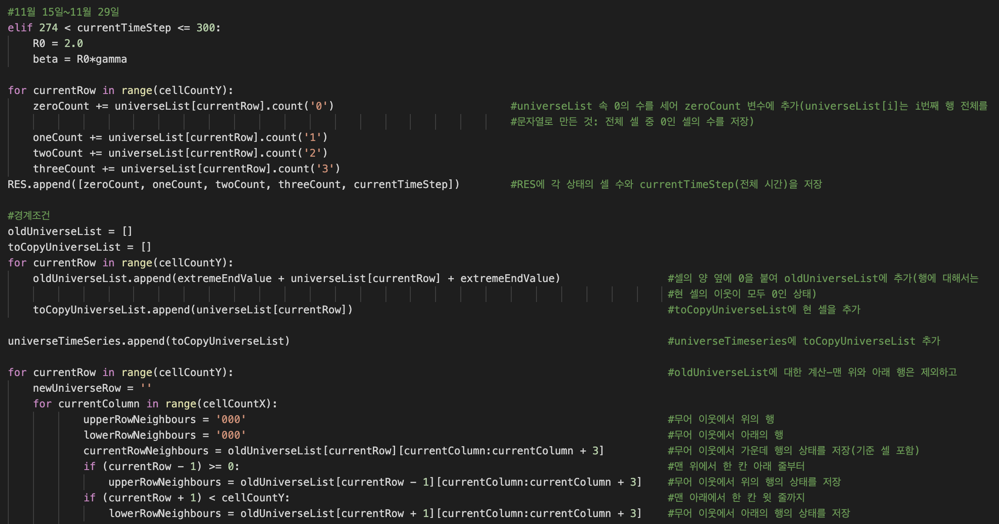 #11월 15일~11월 29일
elif 274 < currentTimeStep <= 300:
    R0 = 2.0
    beta = R0*gamma

for currentRow in range(cellCountY):
    zeroCount += universeList[currentRow].count('0')                            #universeList 속 0의 수를 세어 zeroCount 변수에 추가(universeList[i]는 i번째 행 전체를
                                                                                #문자열로 만든 것: 전체 셀 중 0인 셀의 수를 저장)
    oneCount += universeList[currentRow].count('1')
    twoCount += universeList[currentRow].count('2')
    threeCount += universeList[currentRow].count('3')
RES.append([zeroCount, oneCount, twoCount, threeCount, currentTimeStep])        #RES에 각 상태의 셀 수와 currentTimeStep(전체 시간)을 저장

#경계조건
oldUniverseList = []
toCopyUniverseList = []
for currentRow in range(cellCountY):
    oldUniverseList.append(extremeEndValue + universeList[currentRow] + extremeEndValue)                 #셀의 양 옆에 0을 붙여 oldUniverseList에 추가(행에 대해서는
                                                                                                         #현 셀의 이웃이 모두 0인 상태)
    toCopyUniverseList.append(universeList[currentRow])                                                  #toCopyUniverseList에 현 셀을 추가

universeTimeSeries.append(toCopyUniverseList)                                                            #universeTimeseries에 toCopyUniverseList 추가

for currentRow in range(cellCountY):                                                                     #oldUniverseList에 대한 계산-맨 위와 아래 행은 제외하고
    newUniverseRow = ''
    for currentColumn in range(cellCountX):
            upperRowNeighbours = '000'                                                                   #무어 이웃에서 위의 행
            lowerRowNeighbours = '000'                                                                   #무어 이웃에서 아래의 행
            currentRowNeighbours = oldUniverseList[currentRow][currentColumn:currentColumn + 3]          #무어 이웃에서 가운데 행의 상태를 저장(기준 셀 포함)
            if (currentRow - 1) >= 0:                                                                    #맨 위에서 한 칸 아래 줄부터
                upperRowNeighbours = oldUniverseList[currentRow - 1][currentColumn:currentColumn + 3]    #무어 이웃에서 위의 행의 상태를 저장
            if (currentRow + 1) < cellCountY:                                                            #맨 아래에서 한 칸 윗 줄까지
                lowerRowNeighbours = oldUniverseList[currentRow + 1][currentColumn:currentColumn + 3]    #무어 이웃에서 아래의 행의 상태를 저장